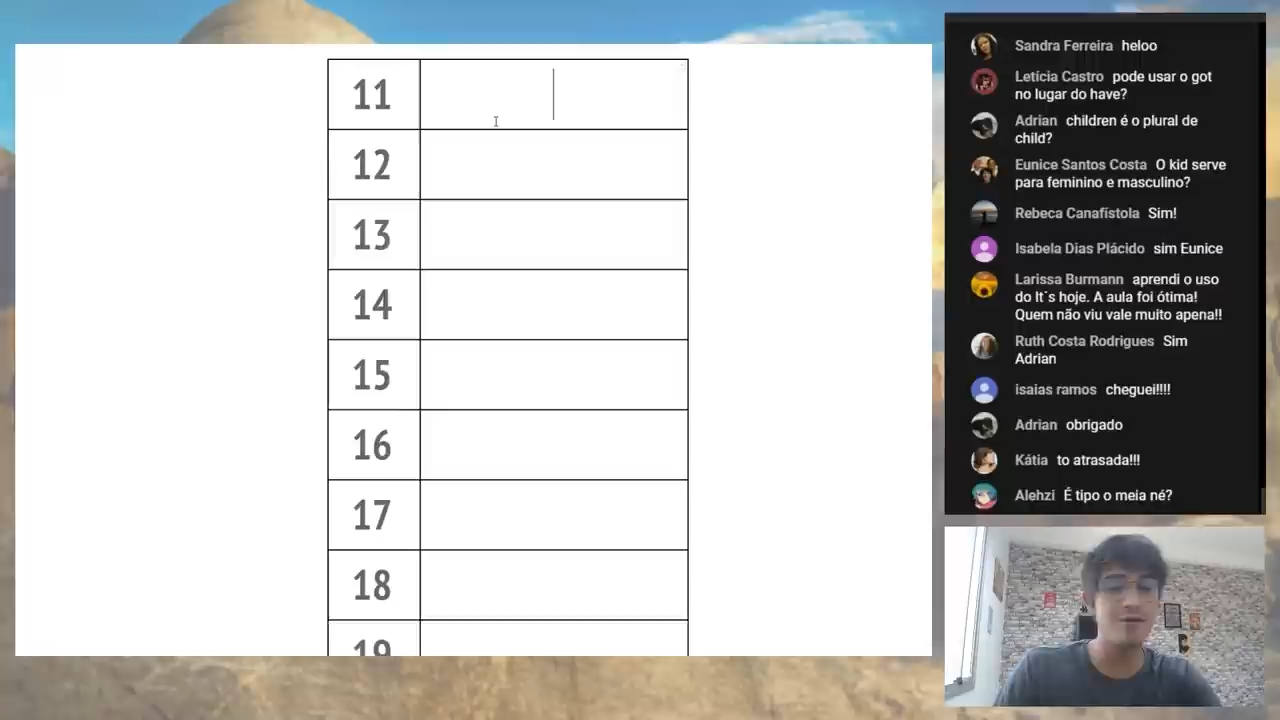 11
12
13
14
15
16
17
18
19
Sandra Ferreira heloo
Letícia Castro pode usar o got
no lugar do have?
Adrian children é o plural de
child?
Eunice Santos Costa O kid serve
para feminino e masculino?
Rebeca Canafístola Sim!
Isabela Dias Plácido sim Eunice
Larissa Burmann aprendi o uso
do It´s hoje. A aula foi ótima!
Quem não viu vale muito apena!!
Ruth Costa Rodrigues Sim
Adrian
isaias ramos cheguei!!!!
Adrian obrigado
Kátia to atrasada!!!
Alehzi É tipo o meia né?